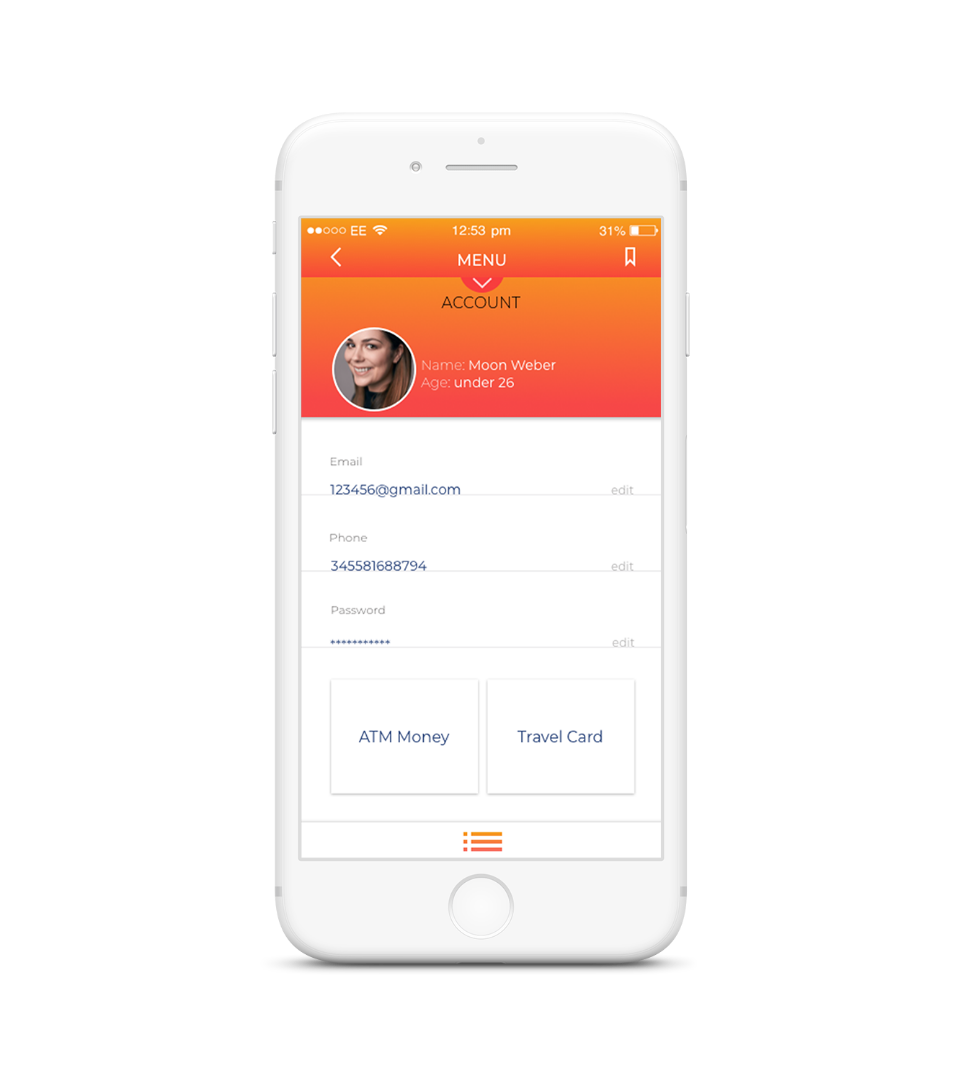 EE 12:53 pm 31%
MENU
ACCOUNT
Name: Moon Weber
Age: under 26
Email
123456@gmail.com edit
Phone
345581688794 edit
Password
*********** edit
ATM Money Travel Card